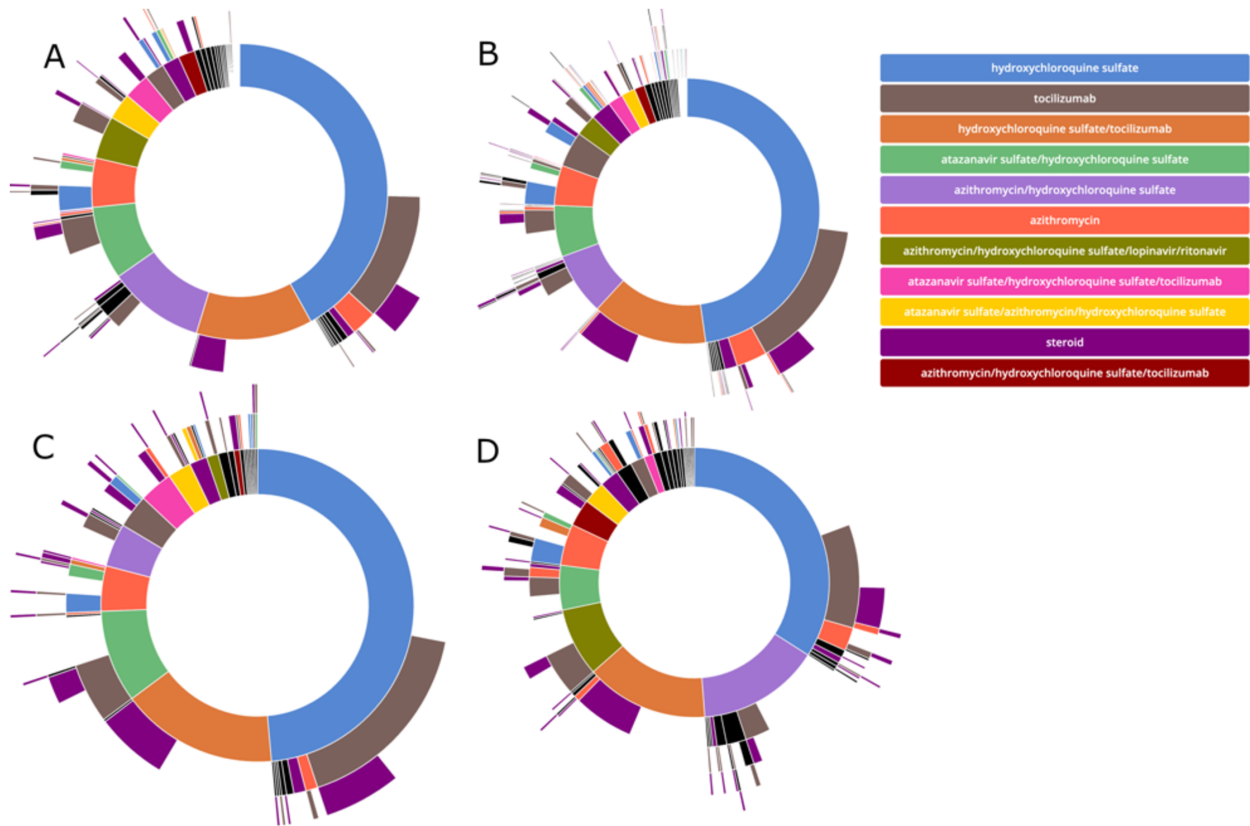 A
B
hydroxychloroquine sulfate
tocilizumab
hydroxychloroquine sulfate/tocilizumab
atazanavir sulfate/hydroxychloroquine sulfate
azithromycin/hydroxychloroquine sulfate
azithromycin
azithromycin/hydroxychloroquine sulfate/lopinavir/ritonavir
atazanavir sulfate/hydroxychloroquine sulfate/tocilizumab
atazanavir sulfate/azithromycin/hydroxychloroquine sulfate
steroid
azithromycin/hydroxychloroquine sulfate/tocilizumab
C
D